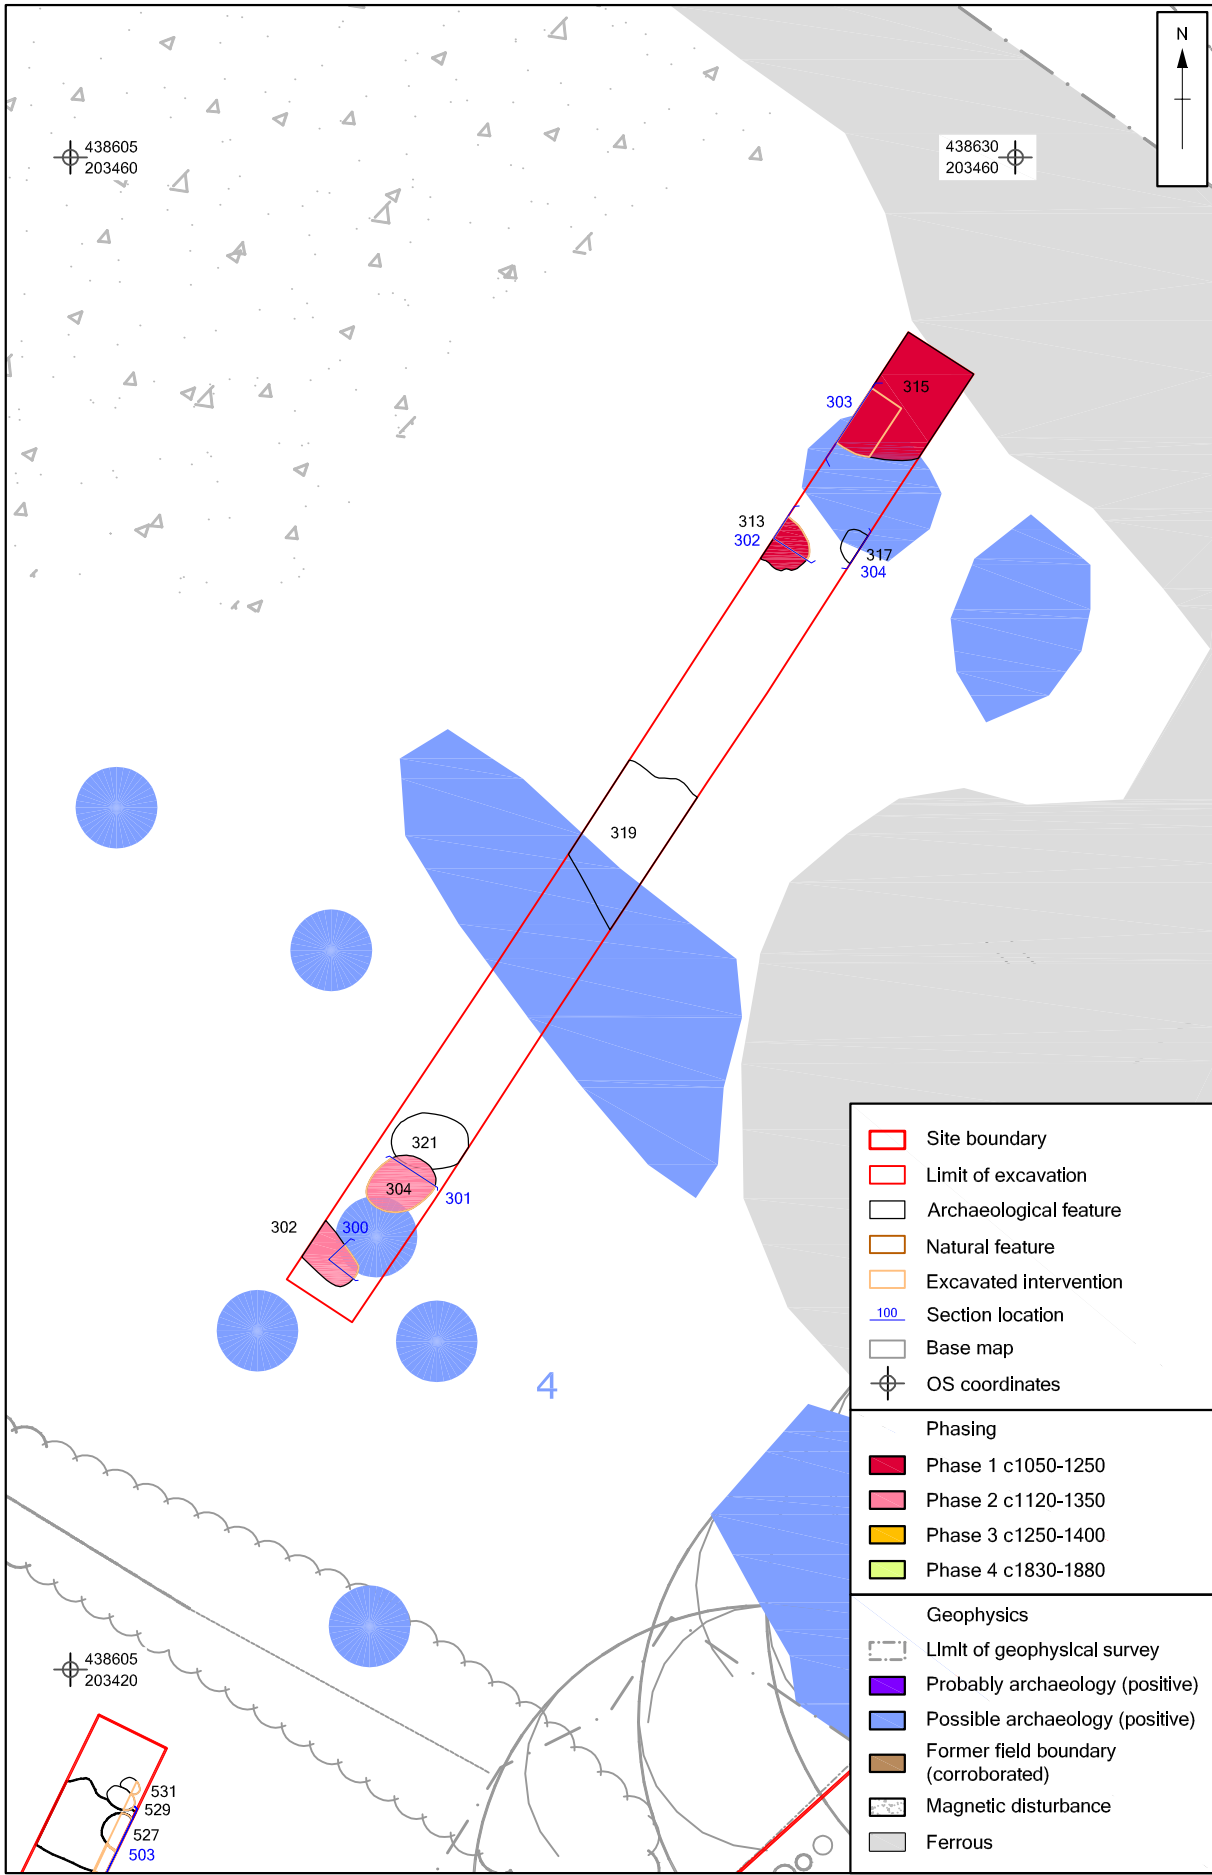 N
438605
203460
438630
203460
315
303
313
302
317
304
319
321
304
301
302
300
4
438605
203420
531
529
527
503
Site boundary
Limit of excavation
Archaeological feature
Natural feature
Excavated intervention
100 Section location
Base map
OS coordinates
Phasing
Phase 1 c1050-1250
Phase 2 c1120-1350
Phase 3 c1250-1400
Phase 4 c1830-1880
Geophysics
Limit of geophysical survey
Probably archaeology (positive)
Possible archaeology (positive)
Former field boundary
(corroborated)
Magnetic disturbance
Ferrous